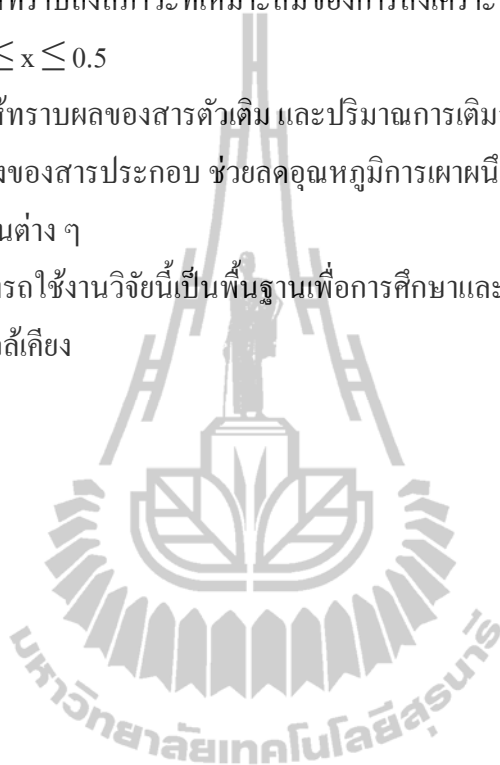 ทราบถึงสภาวะที่เหมาะสมของการสังเคราะ
≤ x ≤ 0.5
ห้ทราบผลของสารตัวเติม และปริมาณการเติม
งของสารประกอบ ช่วยลดอุณหภูมิการเผาผนึ
นต่าง ๆ
รถใช้งานวิจัยนี้เป็นพื้นฐานเพื่อการศึกษาและ
ล้เคียง
มหาวิทยาลัยเทคโนโลยีสุรนารี